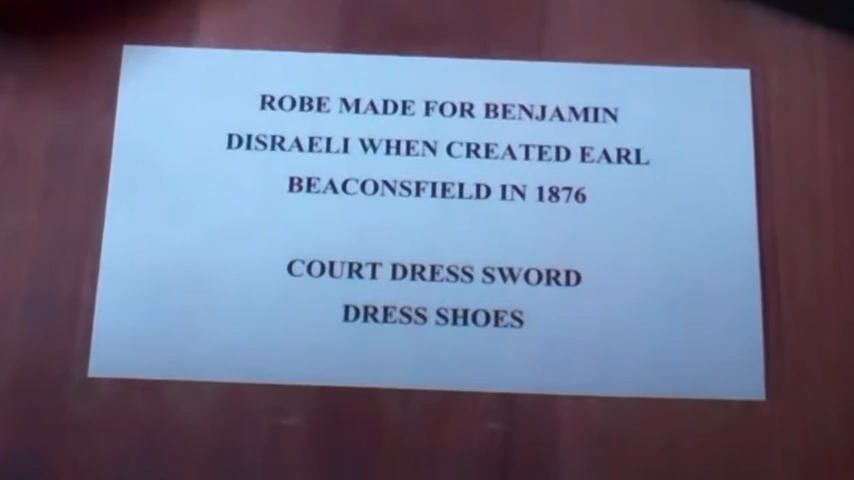 ROBE MADE FOR BENJAMIN
DISRAELI WHEN CREATED EARL
BEACONSFIELD IN 1876
COURT DRESS SWORD
DRESS SHOES